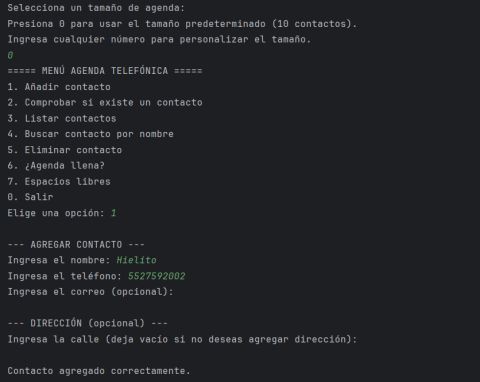 Selecciona un tamaño de agenda:
Presiona 0 para usar el tamaño predeterminado (10 contactos).
Ingresa cualquier número para personalizar el tamaño.
0
===== MENÚ AGENDA TELEFÓNICA =====
1. Añadir contacto
2. Comprobar si existe un contacto
3. Listar contactos
4. Buscar contacto por nombre
5. Eliminar contacto
6. ¿Agenda llena?
7. Espacios libres
0. Salir
Elige una opción: 1
--- AGREGAR CONTACTO ---
Ingresa el nombre: Hielito
Ingresa el teléfono: 5527592002
Ingresa el correo (opcional):
--- DIRECCIÓN (opcional) ---
Ingresa la calle (deja vacío si no deseas agregar dirección):
Contacto agregado correctamente.